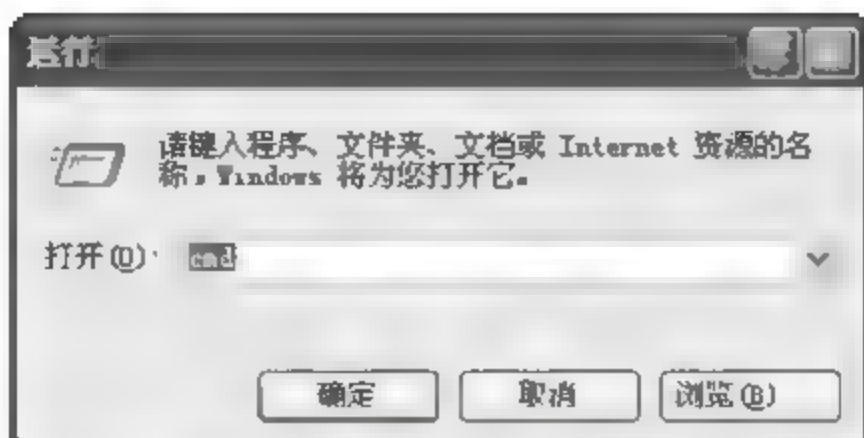 运行
请键入程序、文件夹、文档或 Internet 资源的名
称，Windows 将为您打开它。
打开(O): cmd
确定 取消 浏览(B)